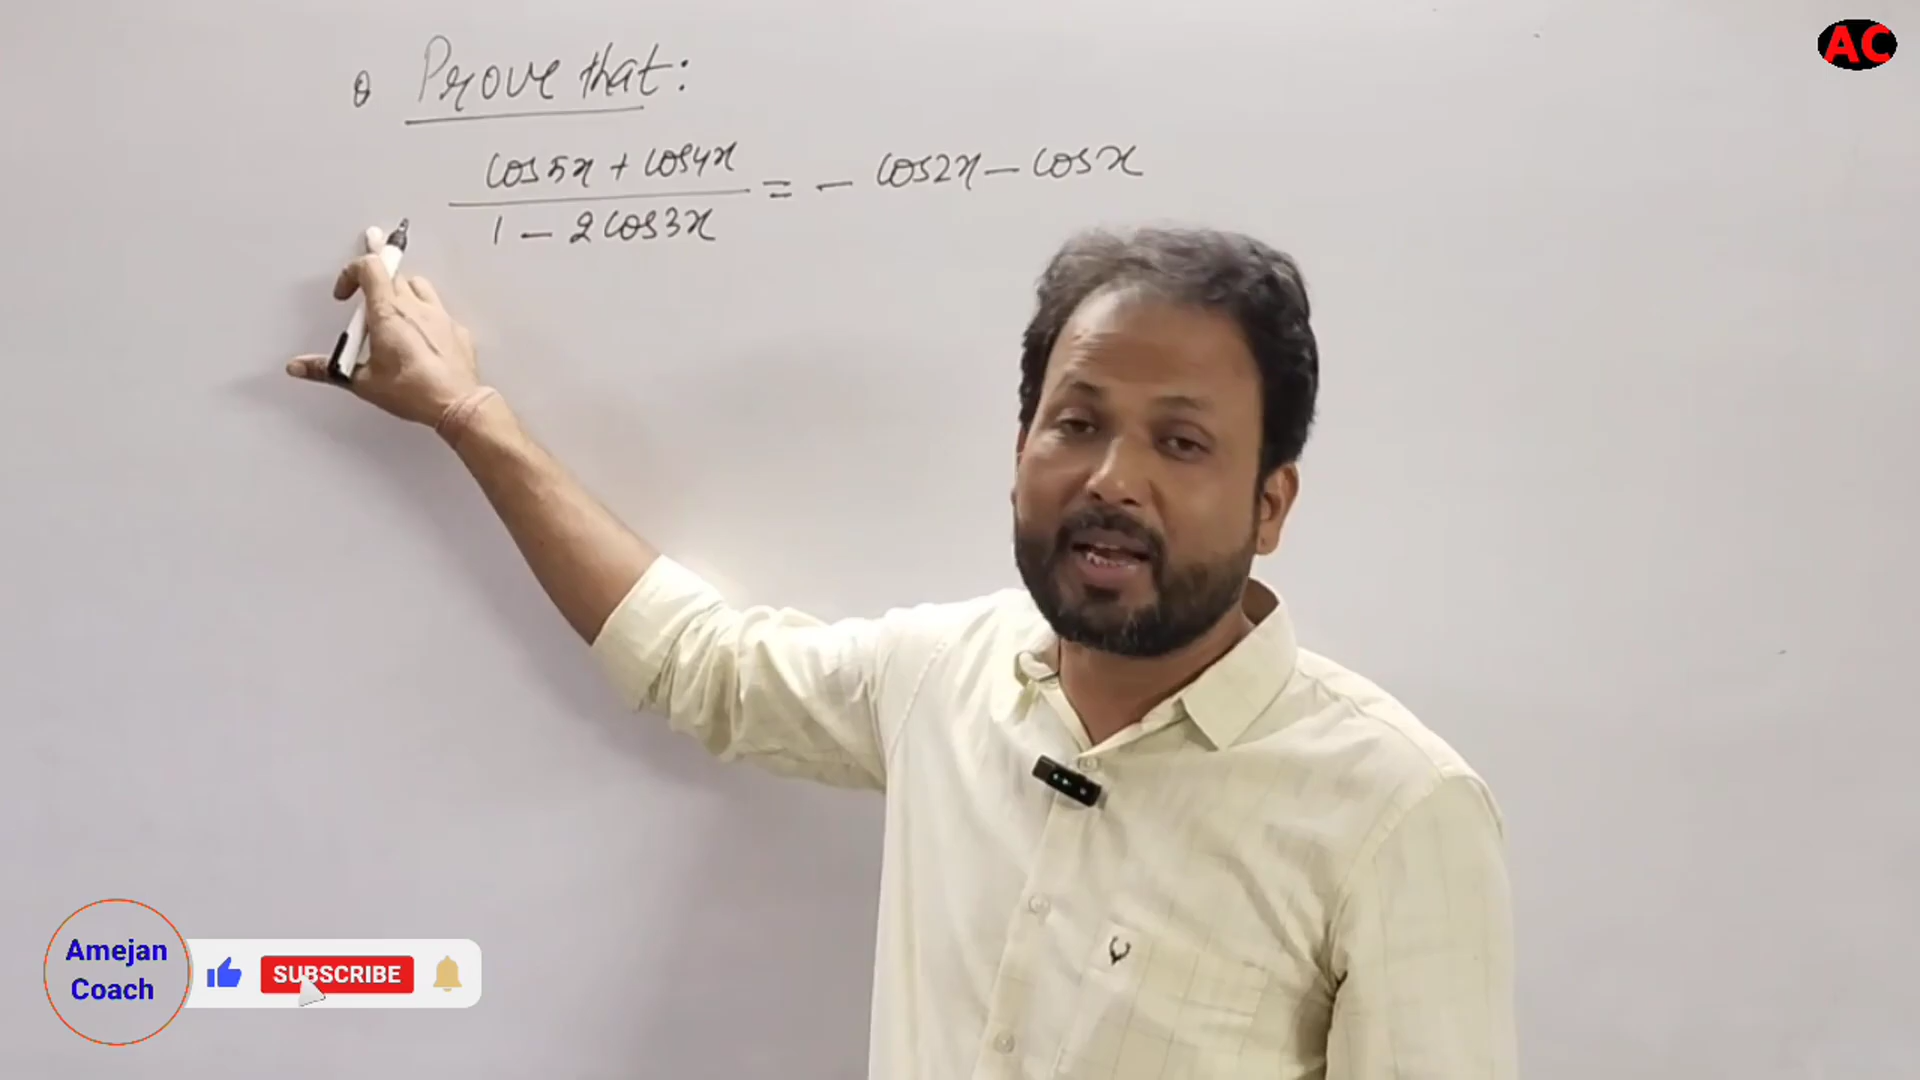 AC
θ Prove that:
cos5x + cos4x
1 - 2cos3x
= - cos2x - cosx
Amejan
Coach
SUBSCRIBE